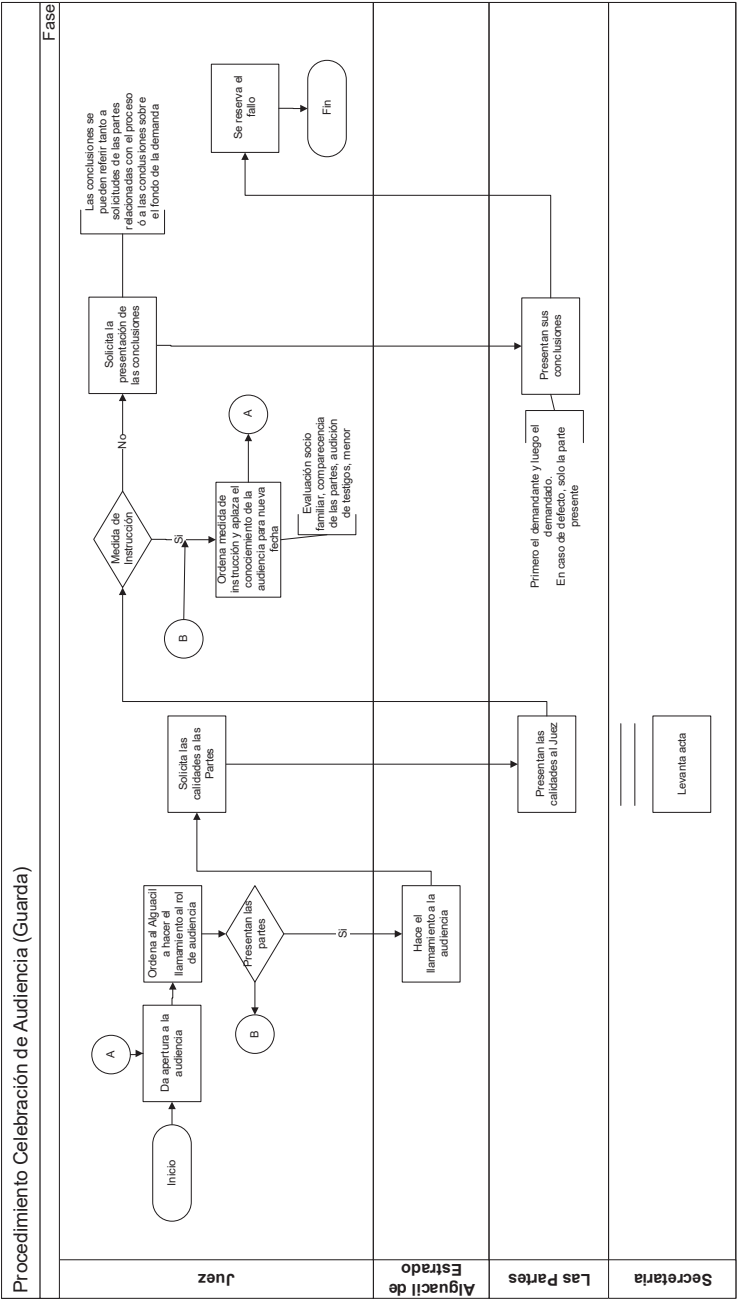 Procedimiento Celebración de Audiencia (Guarda)
Fase
Juez
Inicio
A
Da apertura a la
audiencia
Ordena al Alguacil
a hacer el
llamamiento al rol
de audiencia
Presentan las
partes
B
Si
Solicita las
calidades a las
Partes
Medida de
Instrucción
No
Si
B
Ordena medida de
instrucción y aplaza el
conociemiento de la
audiencia para nueva
fecha
A
Evaluación socio
familiar, comparecencia
de las partes, audición
de testigos, menor
Solicita la
presentación de
las conclusiones
Las conclusiones se
pueden referir tanto a
solicitudes de las partes
relacionadas con el proceso
ó a las conclusiones sobre
el fondo de la demanda
Se reserva el
fallo
Fin
Alguacil de
Estrado
Hace el
llamamiento a la
audiencia
Las Partes
Presentan las
calidades al Juez
Primero el demandante y luego el
demandado.
En caso de defecto, solo la parte
presente
Presentan sus
conclusiones
Secretaria
Levanta acta